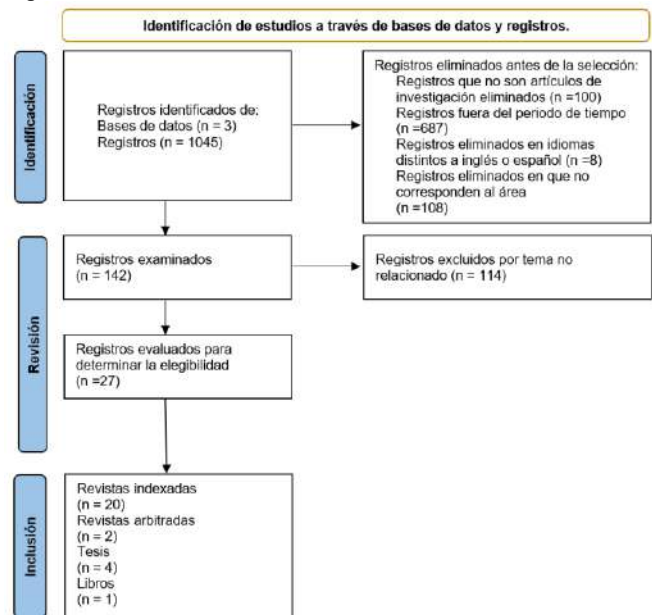 Identificación de estudios a través de bases de datos y registros.
Identificación
Registros identificados de:
Bases de datos (n = 3)
Registros (n = 1045)
Registros eliminados antes de la selección:
Registros que no son artículos de
investigación eliminados (n =100)
Registros fuera del periodo de tiempo
(n =687)
Registros eliminados en idiomas
distintos a inglés o español (n =8)
Registros eliminados en que no
corresponden al área
(n =108)
Revisión
Registros examinados
(n = 142)
Registros excluidos por tema no
relacionado (n = 114)
Registros evaluados para
determinar la elegibilidad
(n =27)
Inclusión
Revistas indexadas
(n = 20)
Revistas arbitradas
(n = 2)
Tesis
(n = 4)
Libros
(n = 1)